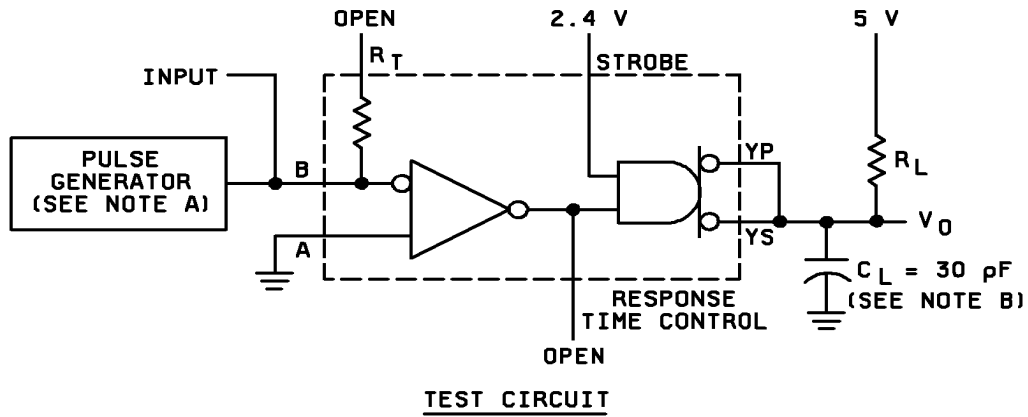 OPEN
2.4 V
5 V
R T
STROBE
INPUT
PULSE
GENERATOR
(SEE NOTE A)
B
A
YP
YS
R L
V O
C L = 30 pF
(SEE NOTE B)
RESPONSE
TIME CONTROL
OPEN
TEST CIRCUIT